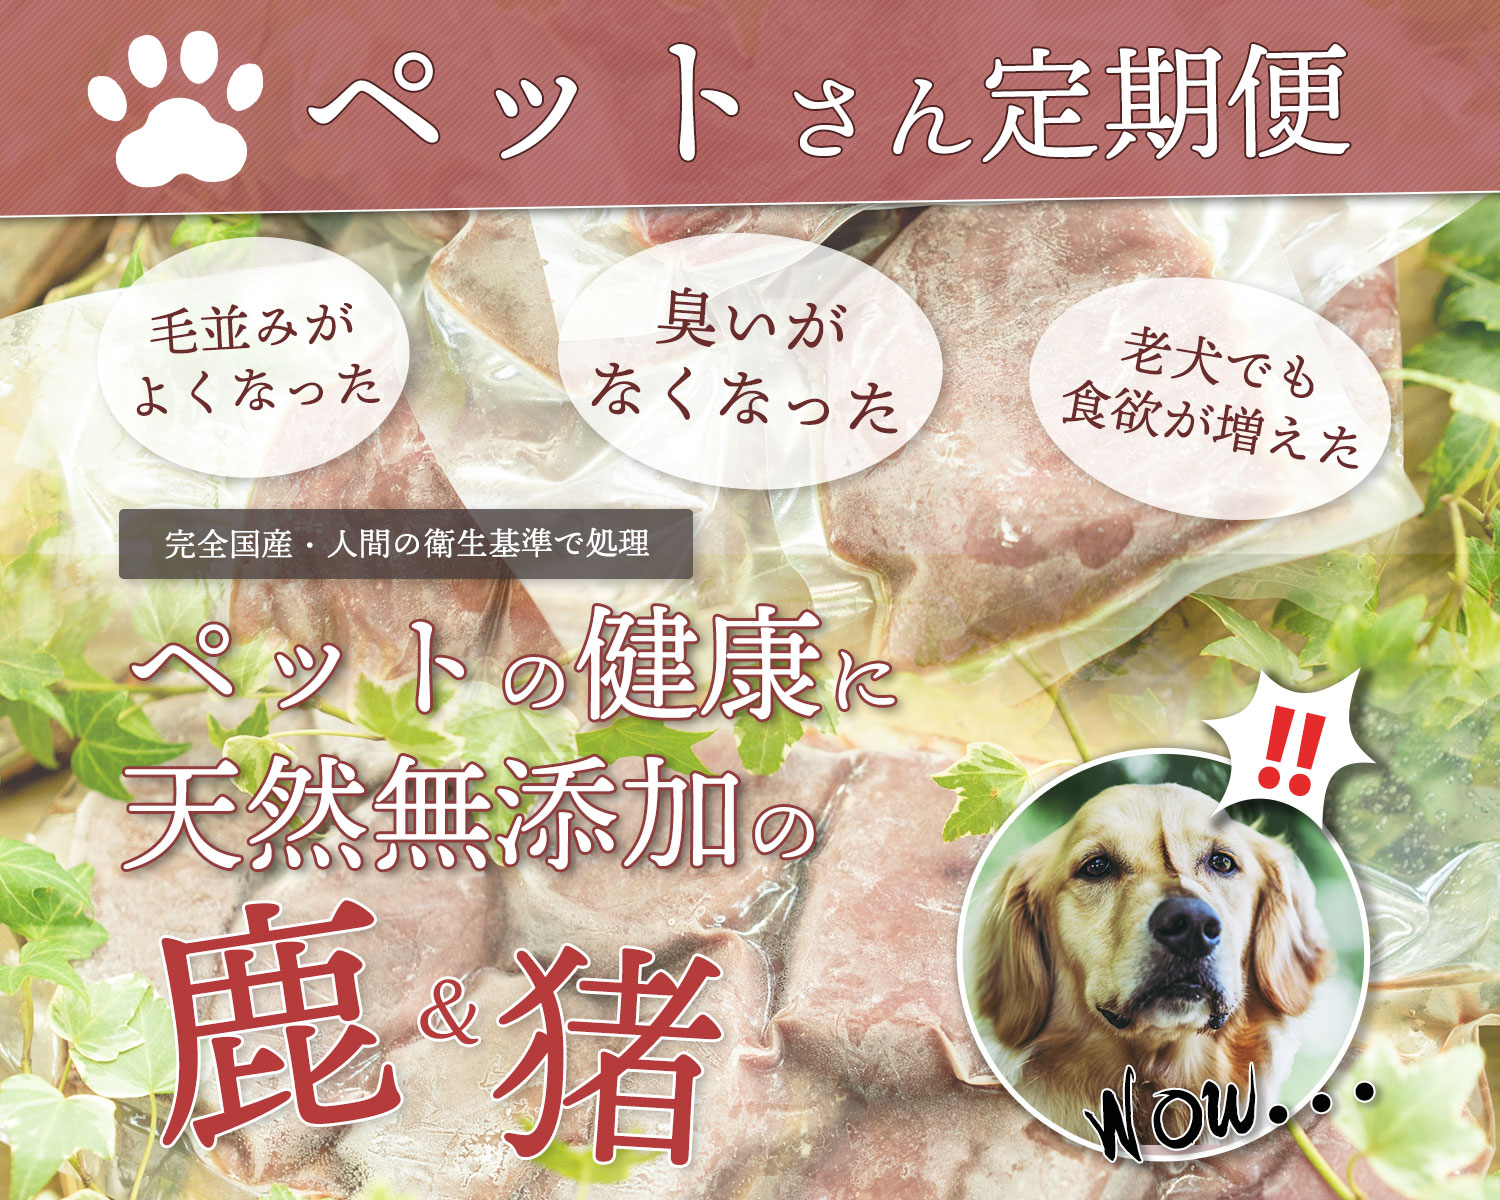 ペットさん定期便
毛並みが
よくなった
臭いが
なくなった
老犬でも
食欲が増えた
完全国産・人間の衛生基準で処理
ペットの健康に
天然無添加の
鹿&猪
!!
WOW...